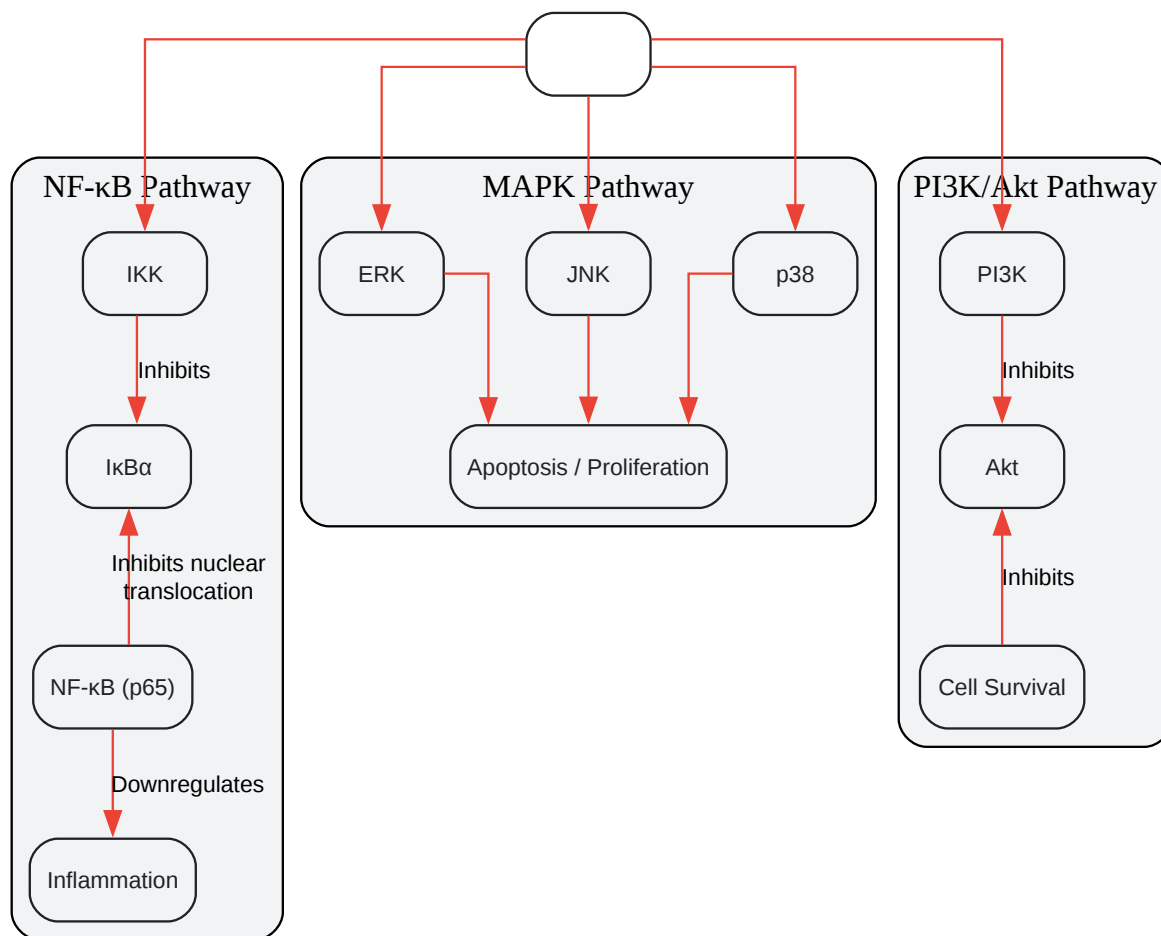 NF-κB Pathway
IKK
Inhibits
IκBα
Inhibits nuclear
translocation
NF-κB (p65)
Downregulates
Inflammation
MAPK Pathway
ERK
JNK
p38
Apoptosis / Proliferation
PI3K/Akt Pathway
PI3K
Inhibits
Akt
Inhibits
Cell Survival